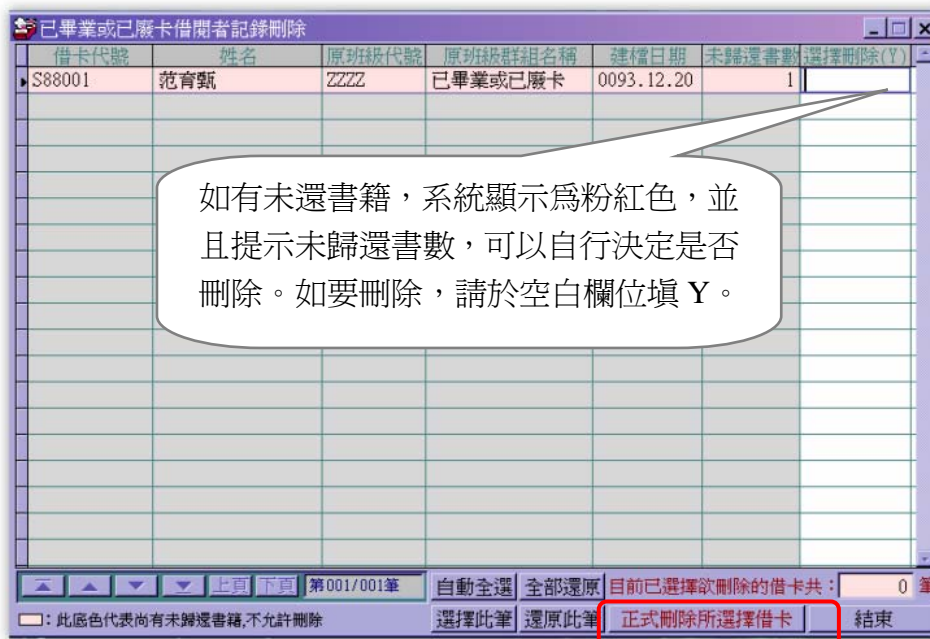 已畢業或已廢卡借閱者記錄刪除
借卡代號 姓名 原班級代號 原班級群組名稱 建檔日期 未歸還書數 選擇刪除(Y)
S88001 范育甄 ZZZZ 已畢業或已廢卡 0093.12.20 1
如有未還書籍，系統顯示為粉紅色，並
且提示未歸還書數，可以自行決定是否
刪除。如要刪除，請於空白欄位填 Y。
上頁 下頁 第001/001筆 自動全選 全部還原 目前已選擇欲刪除的借卡共： 0 筆
：此底色代表尚有未歸還書籍,不允許刪除 選擇此筆 還原此筆 正式刪除所選擇借卡 結束